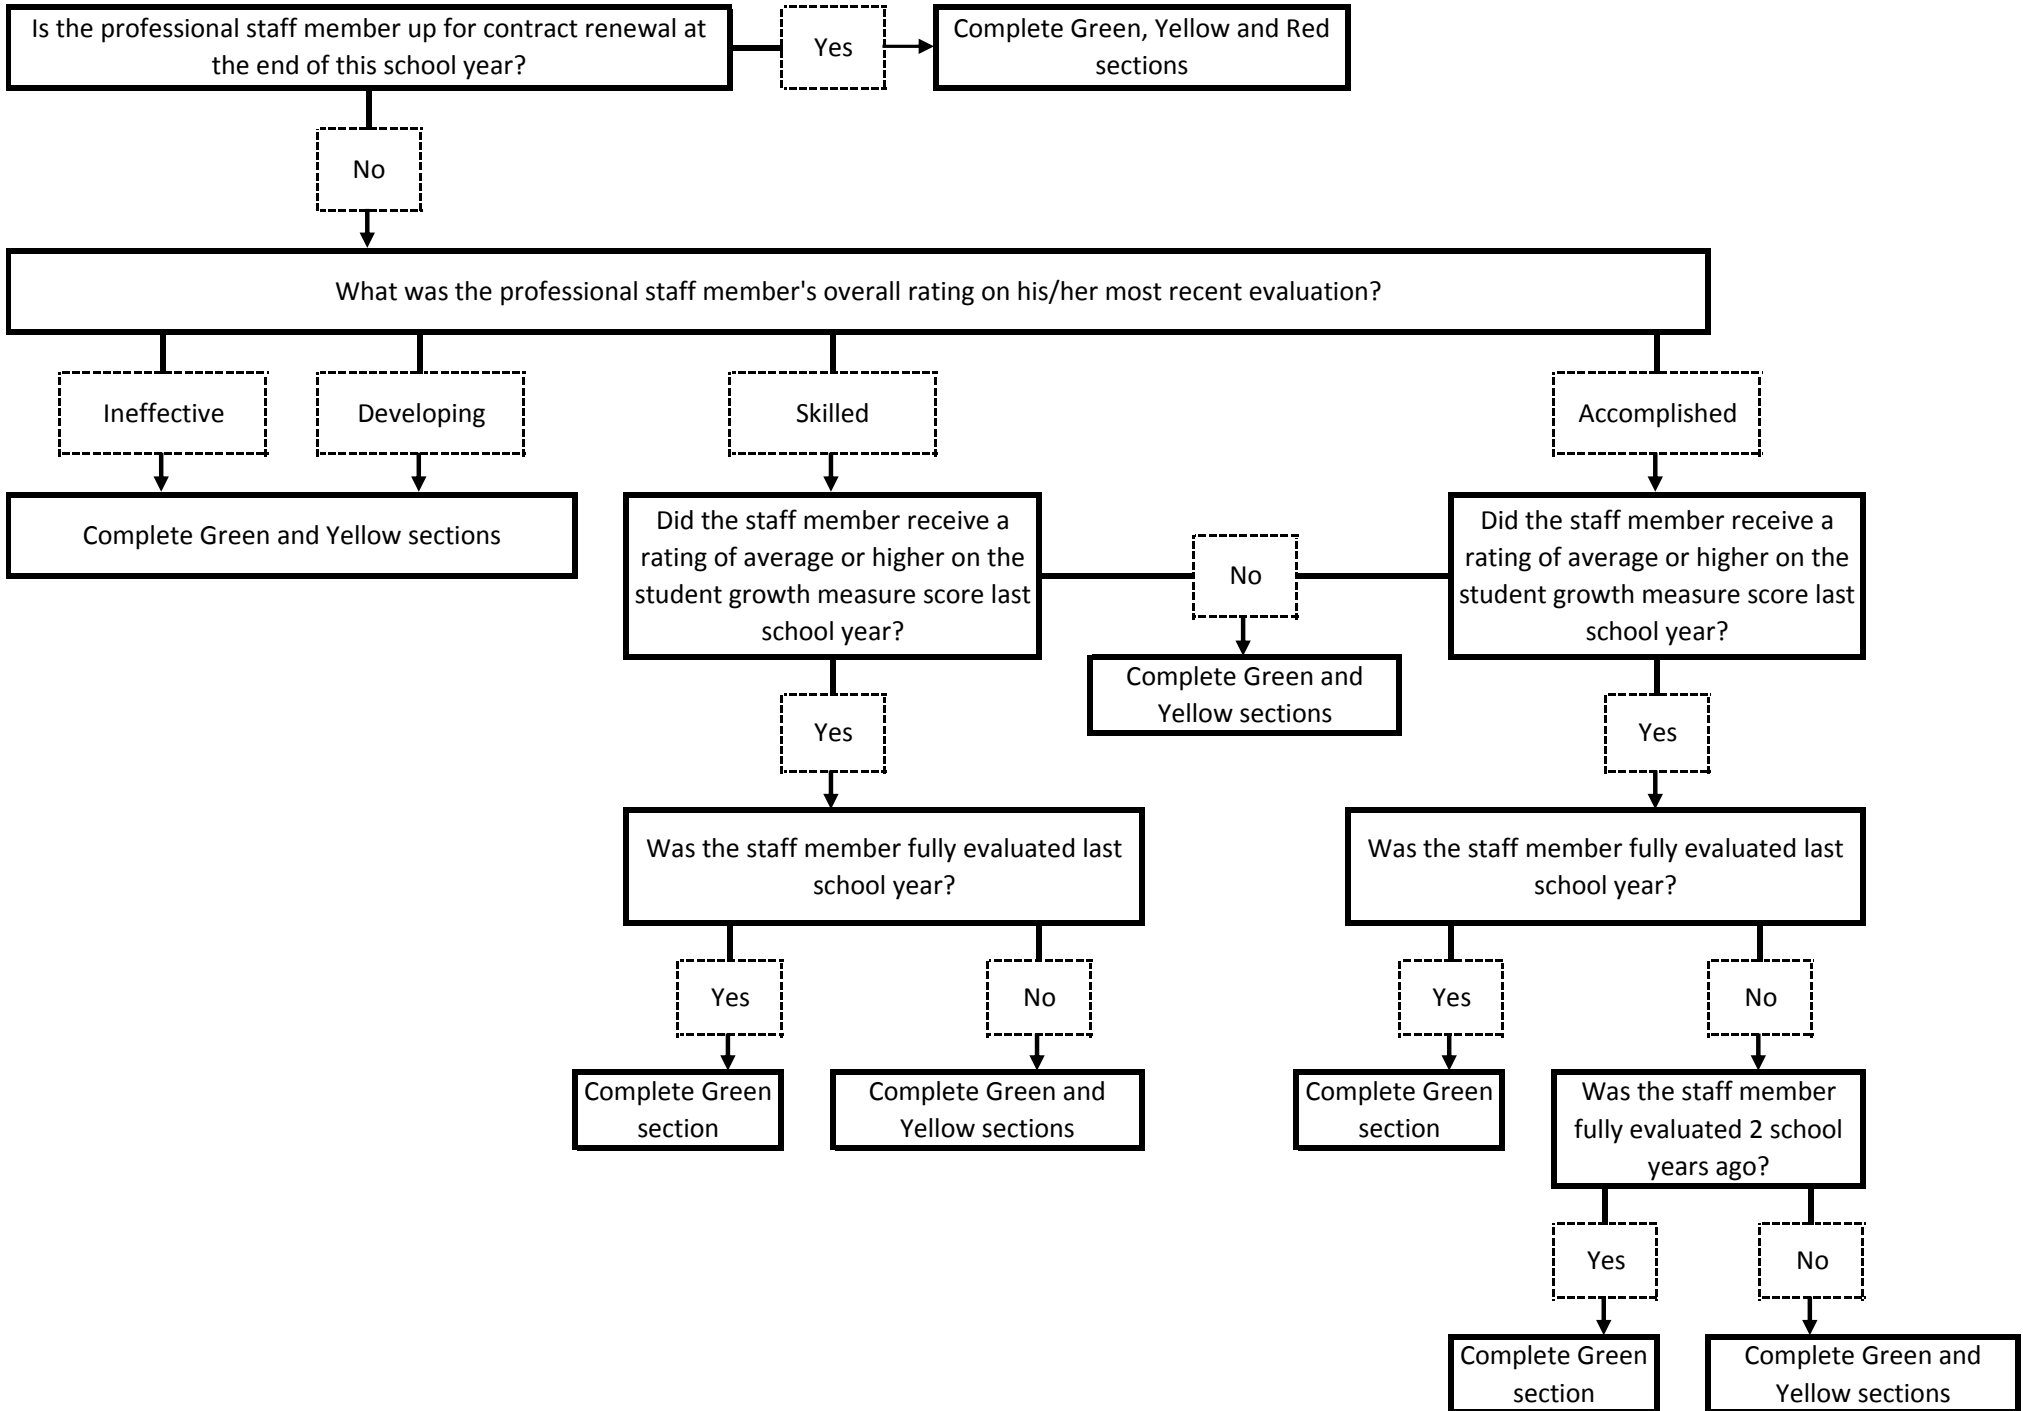 Is the professional staff member up for contract renewal at
the end of this school year?
Yes
Complete Green, Yellow and Red
sections
No
What was the professional staff member's overall rating on his/her most recent evaluation?
Ineffective
Developing
Skilled
Accomplished
Complete Green and Yellow sections
Did the staff member receive a
rating of average or higher on the
student growth measure score last
school year?
No
Did the staff member receive a
rating of average or higher on the
student growth measure score last
school year?
Complete Green and
Yellow sections
Yes
Yes
Was the staff member fully evaluated last
school year?
Was the staff member fully evaluated last
school year?
Yes
No
Yes
No
Complete Green
section
Complete Green and
Yellow sections
Complete Green
section
Was the staff member
fully evaluated 2 school
years ago?
Yes
No
Complete Green
section
Complete Green and
Yellow sections